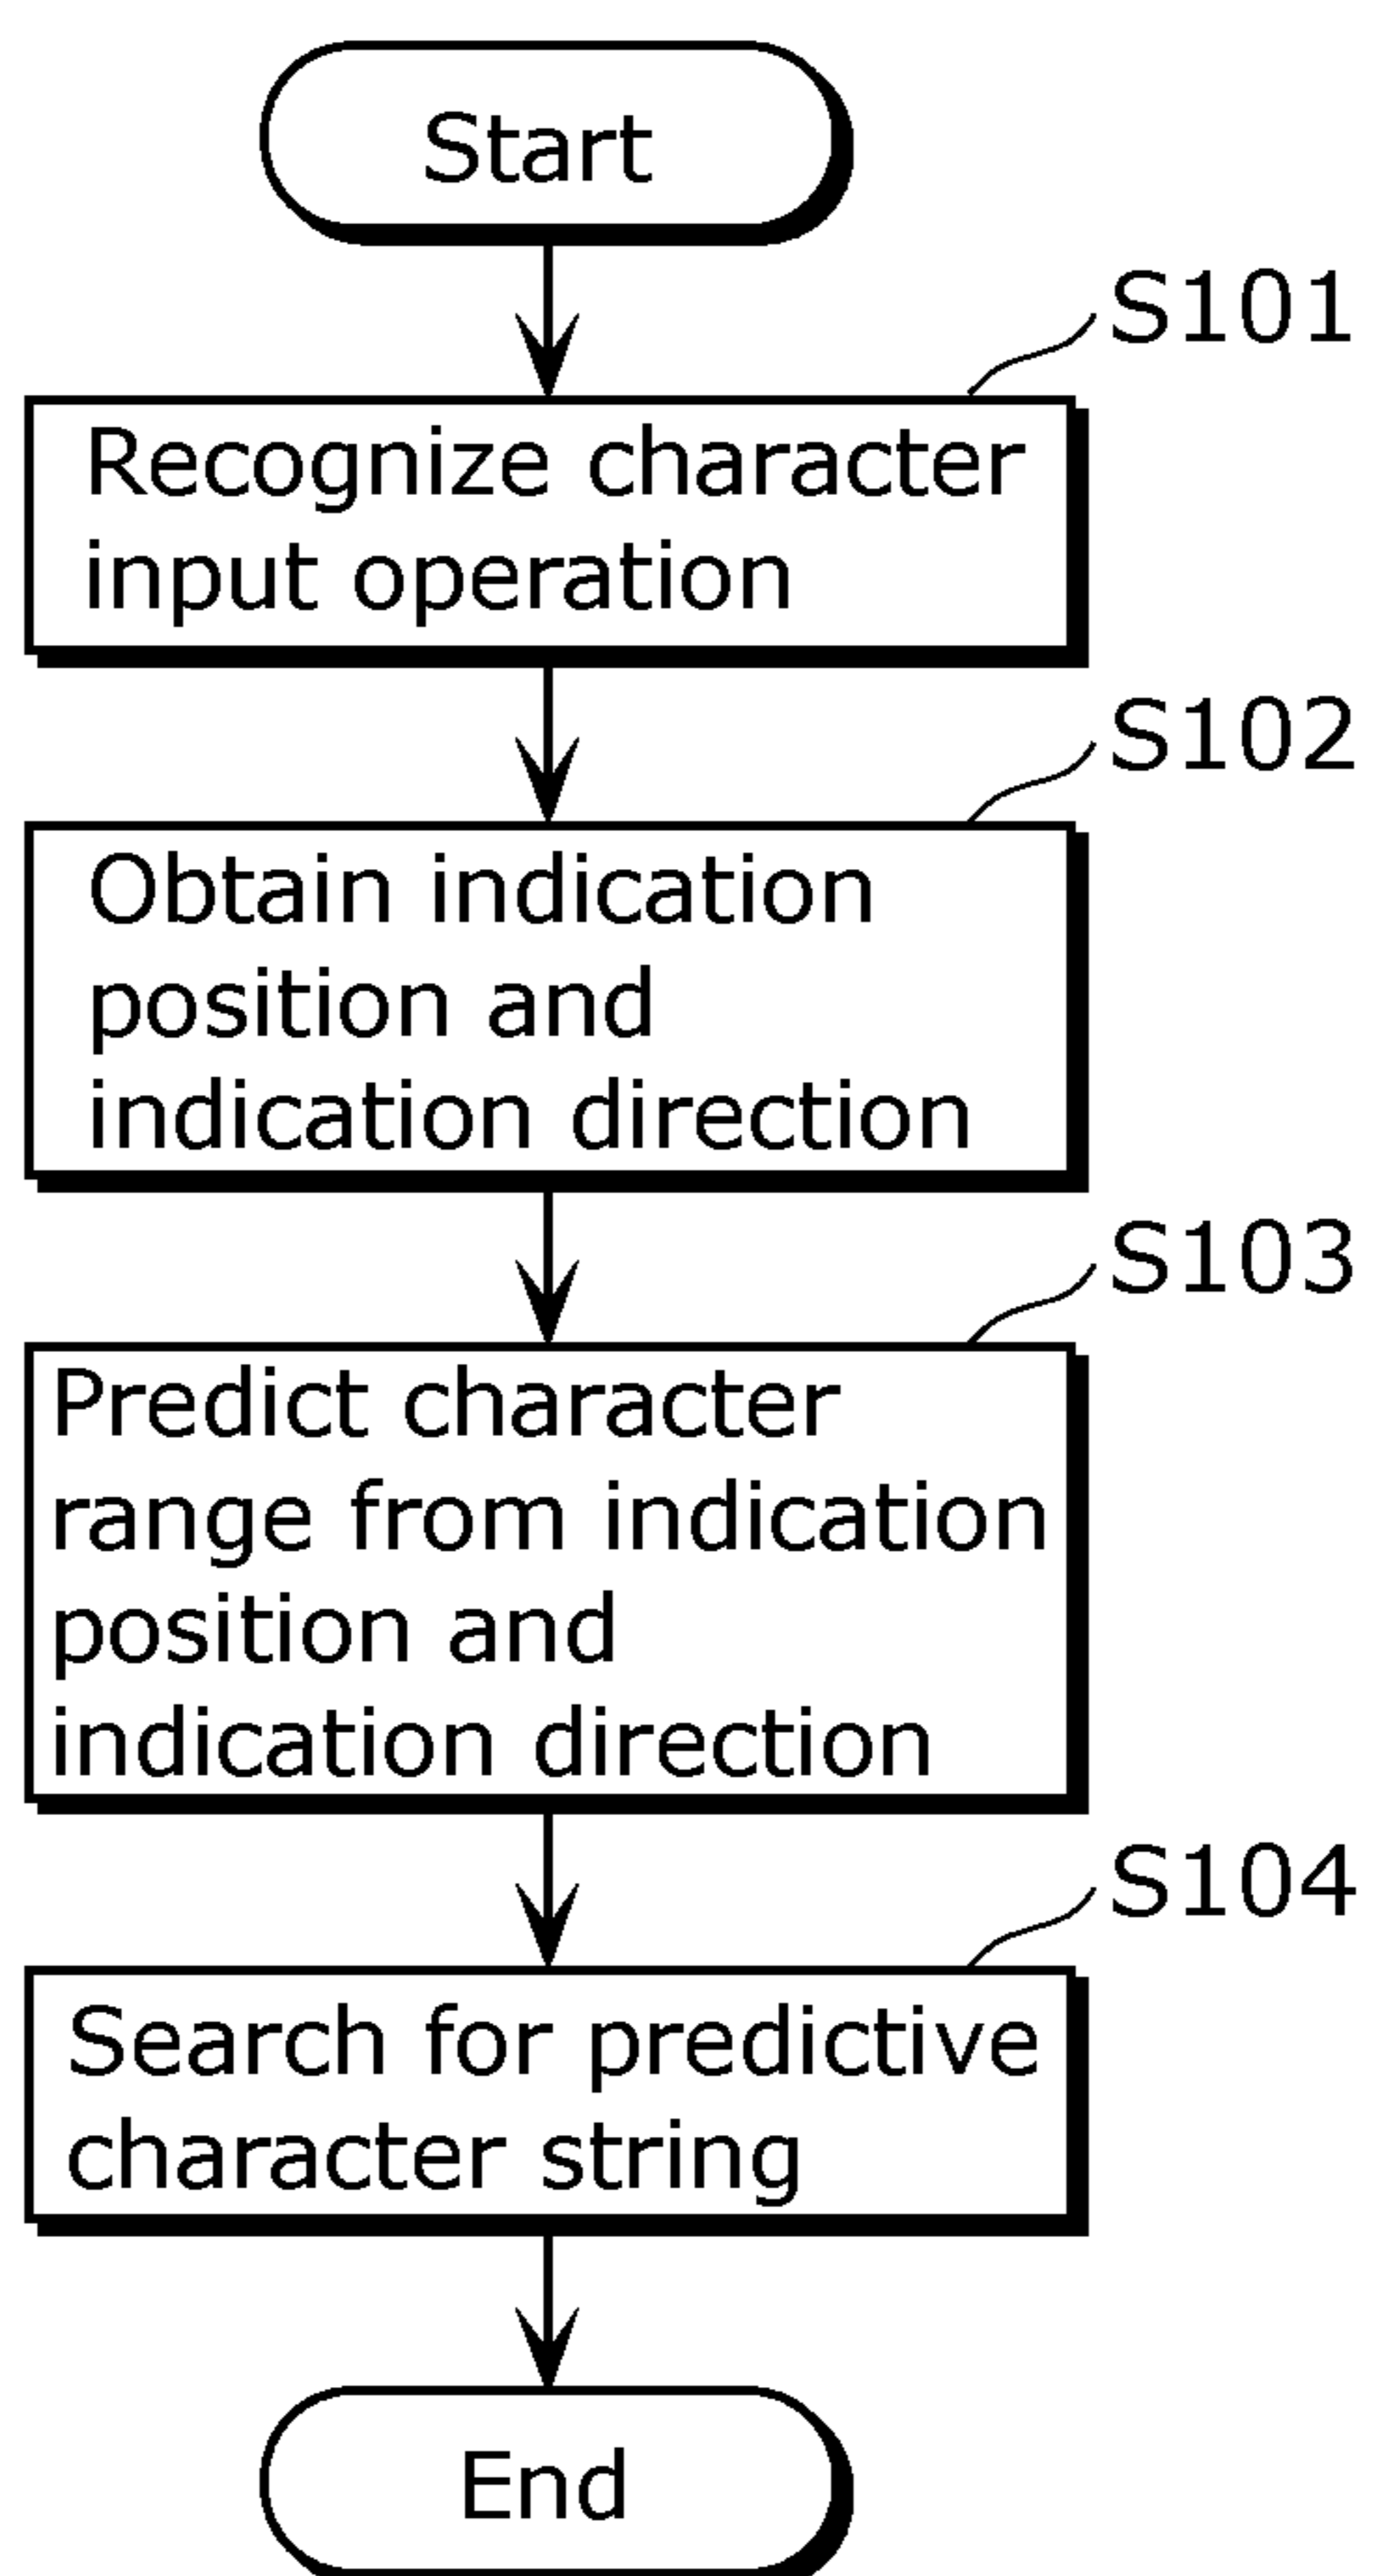 Start
S101
Recognize character
input operation
S102
Obtain indication
position and
indication direction
S103
Predict character
range from indication
position and
indication direction
S104
Search for predictive
character string
End